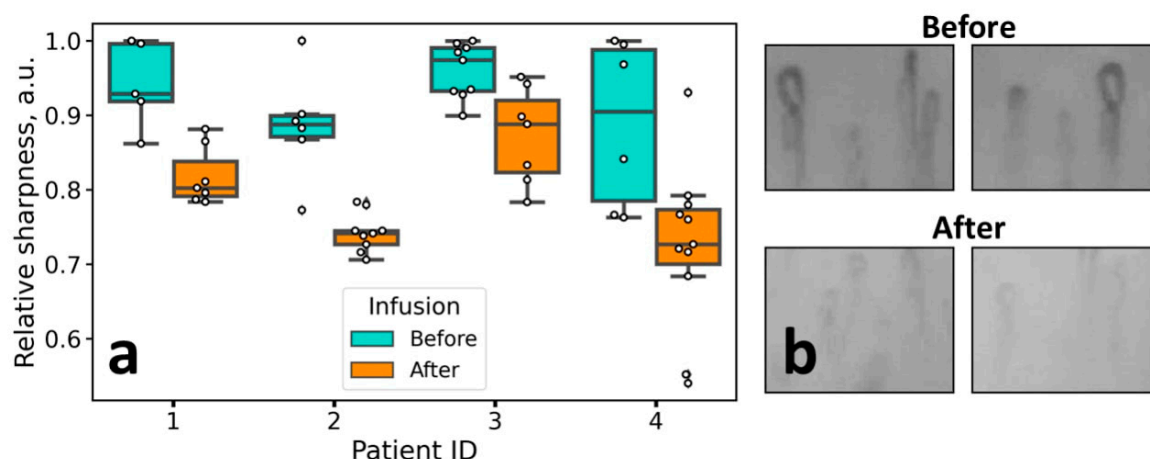 Relative sharpness, a.u.
1.0
0.9
0.8
0.7
0.6
a
Infusion
Before
After
1 2 3 4
Patient ID
Before
After
b